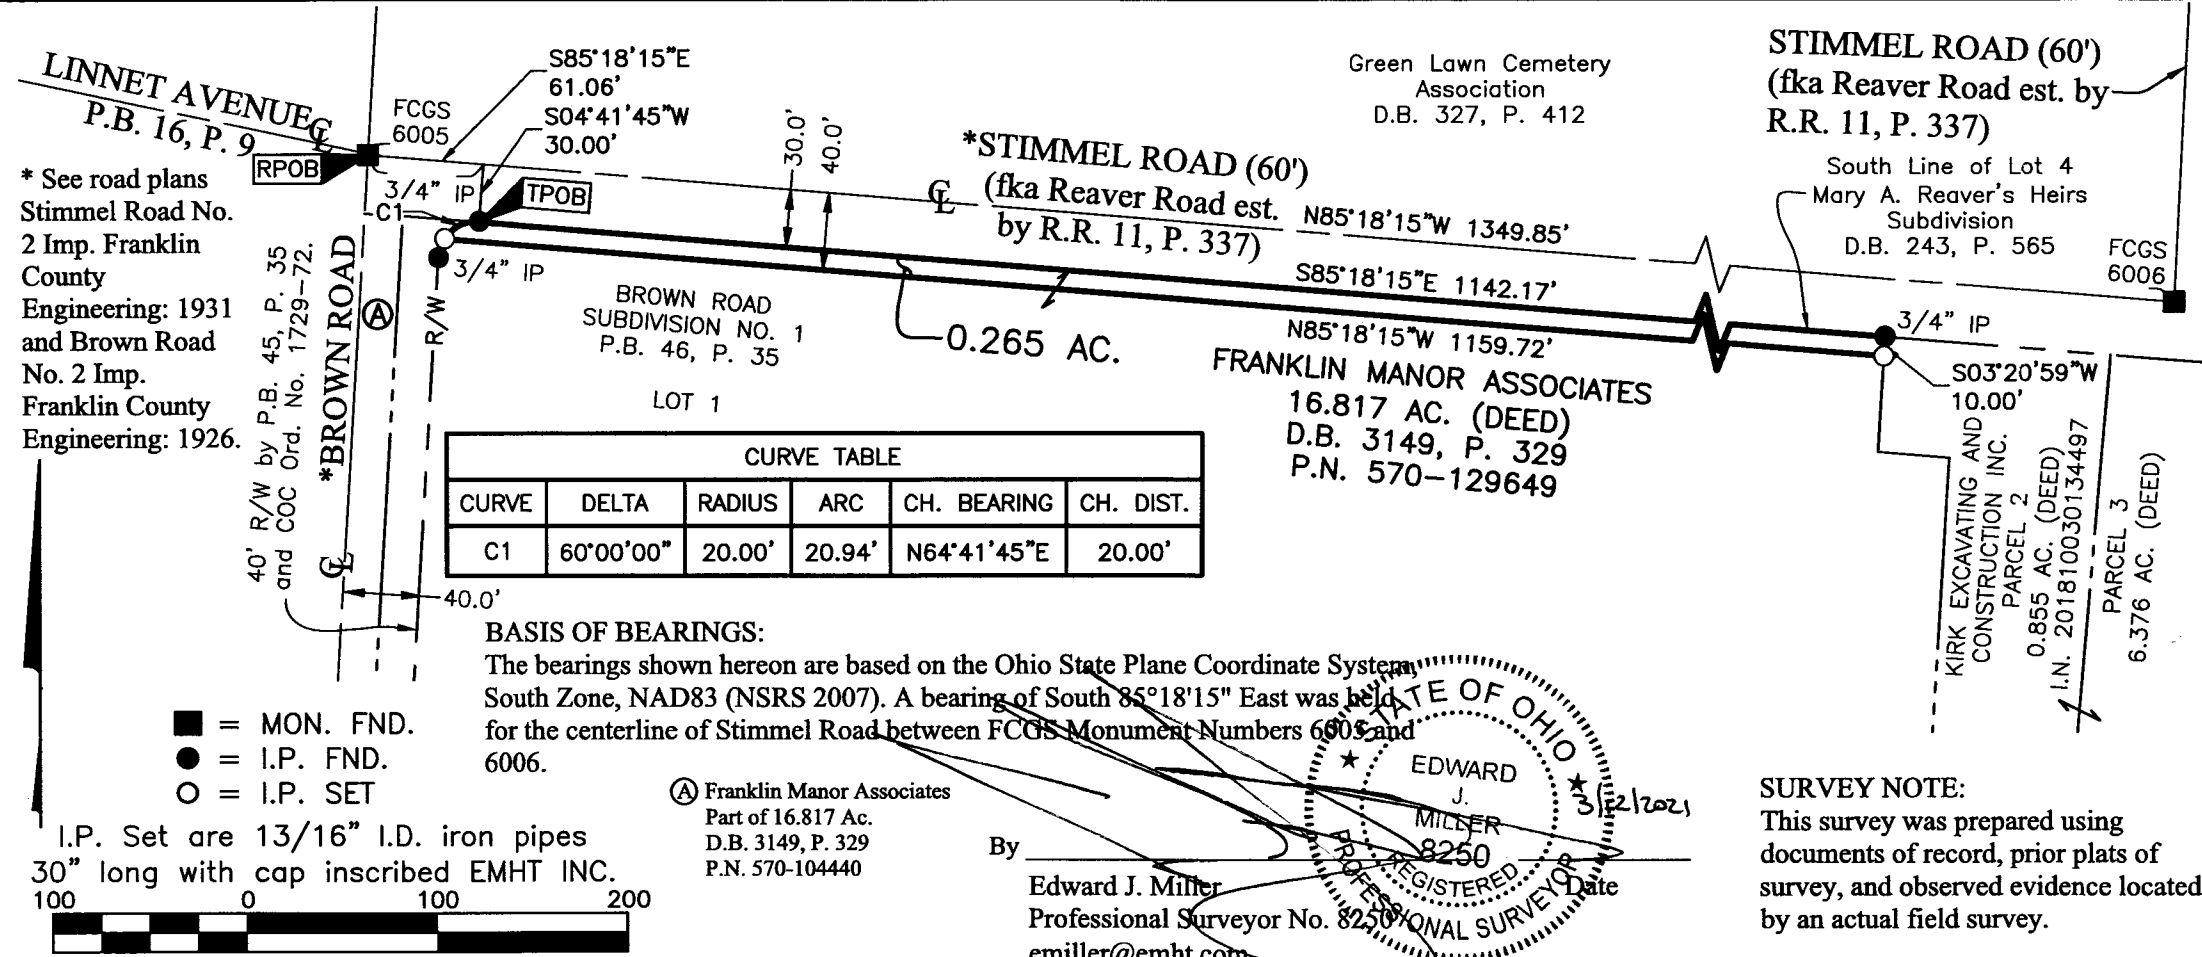 LINNET AVENUE
P.B. 16, P. 9
CL
FCGS
6005
S85°18'15"E
61.06'
S04°41'45"W
30.00'
RPOB
3/4" IP
TPOB
C1
3/4" IP
30.0'
40.0'
Green Lawn Cemetery
Association
D.B. 327, P. 412
STIMMEL ROAD (60')
(fka Reaver Road est. by
R.R. 11, P. 337)
*STIMMEL ROAD (60')
CL
(fka Reaver Road est.
by R.R. 11, P. 337)
N85°18'15"W 1349.85'
South Line of Lot 4
Mary A. Reaver's Heirs
Subdivision
D.B. 243, P. 565
FCGS
6006
S85°18'15"E 1142.17'
N85°18'15"W 1159.72'
3/4" IP
S03°20'59"W
10.00'
* See road plans
Stimmel Road No.
2 Imp. Franklin
County
Engineering: 1931
and Brown Road
No. 2 Imp.
Franklin County
Engineering: 1926.
40' R/W by P.B. 45, P. 35
and COC Ord. No. 1729-72.
*BROWN ROAD
CL
A
R/W
40.0'
BROWN ROAD
SUBDIVISION NO. 1
P.B. 46, P. 35
LOT 1
0.265 AC.
FRANKLIN MANOR ASSOCIATES
16.817 AC. (DEED)
D.B. 3149, P. 329
P.N. 570-129649
KIRK EXCAVATING AND
CONSTRUCTION INC.
PARCEL 2
0.855 AC. (DEED)
I.N. 201810030134497
PARCEL 3
6.376 AC. (DEED)
CURVE TABLE
CURVE DELTA RADIUS ARC CH. BEARING CH. DIST.
C1 60°00'00" 20.00' 20.94' N64°41'45"E 20.00'
BASIS OF BEARINGS:
The bearings shown hereon are based on the Ohio State Plane Coordinate System,
South Zone, NAD83 (NSRS 2007). A bearing of South 85°18'15" East was held
for the centerline of Stimmel Road between FCGS Monument Numbers 6005 and
6006.
= MON. FND.
= I.P. FND.
= I.P. SET
I.P. Set are 13/16" I.D. iron pipes
30" long with cap inscribed EMHT INC.
100 0 100 200
A Franklin Manor Associates
Part of 16.817 Ac.
D.B. 3149, P. 329
P.N. 570-104440
By
Edward J. Miller
Professional Surveyor No. 8250
emiller@emht.com
Date
3/12/2021
STATE OF OHIO
EDWARD
J.
MILLER
8250
REGISTERED
PROFESSIONAL SURVEYOR
SURVEY NOTE:
This survey was prepared using
documents of record, prior plats of
survey, and observed evidence located
by an actual field survey.